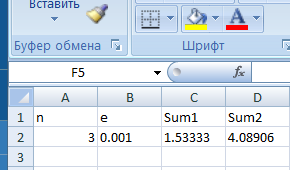 Вставить
Буфер обмена
Шрифт
F5
fx
A B C D
1 n e Sum1 Sum2
2 3 0.001 1.53333 4.08906
3